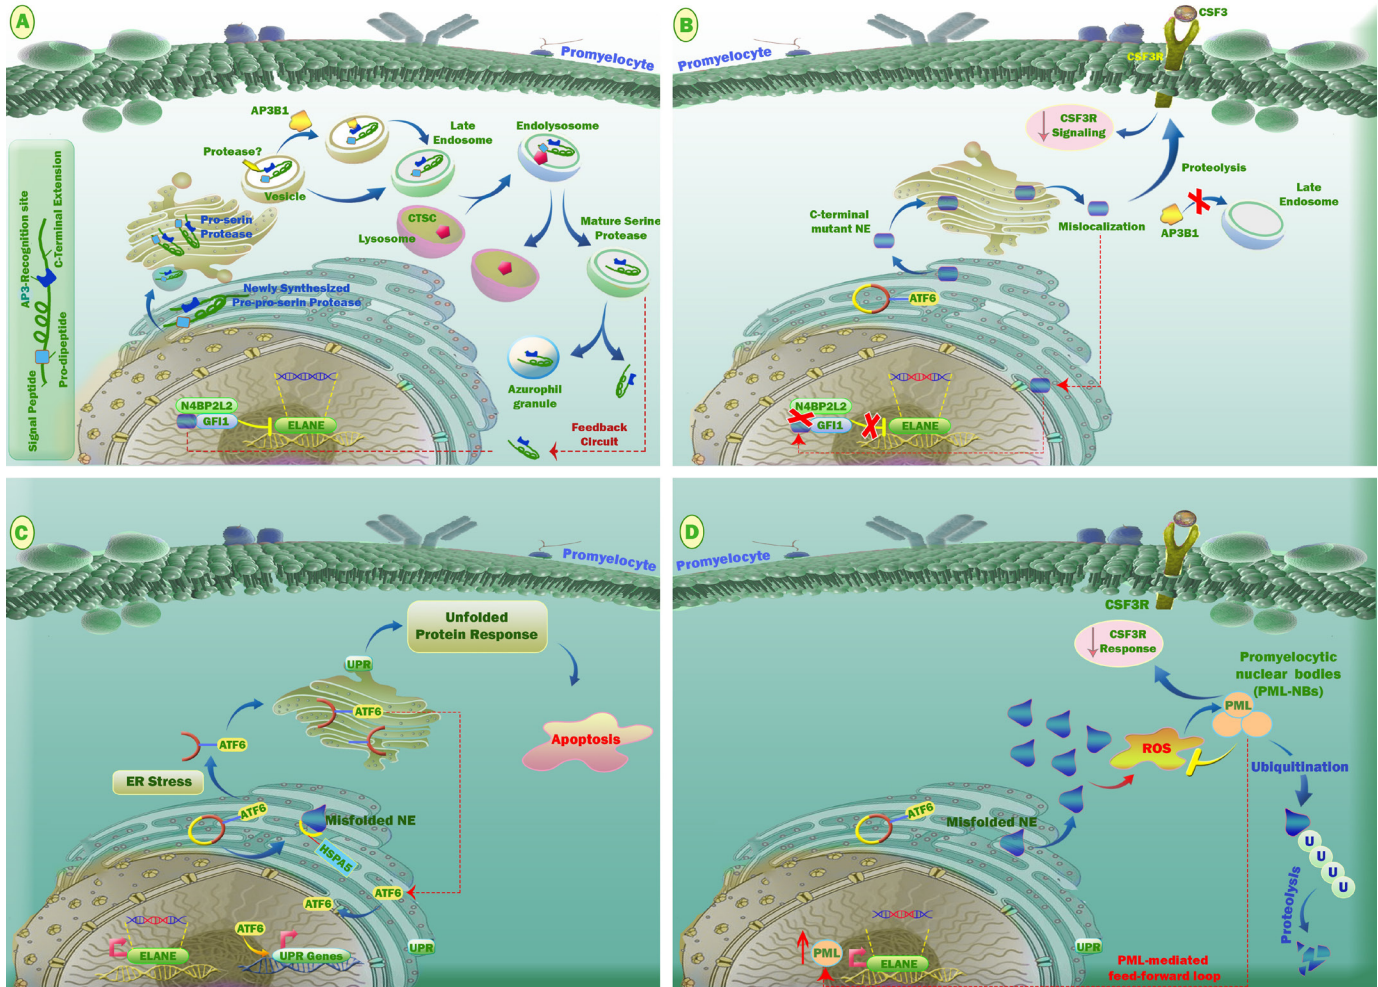 A
Promyelocyte
AP3B1
Late
Endosome
Endolysosome
Protease?
Vesicle
Pro-serin
Protease
CTSC
Lysosome
Mature Serine
Protease
Newly Synthesized
Pre-pro-serin Protease
AP3-Recognition site
C-Terminal Extension
Signal Peptide
Pro-dipeptide
Azurophil
granule
N4BP2L2
GFI1
ELANE
Feedback
Circuit
B
Promyelocyte
CSF3
CSF3R
CSF3R
Signaling
Proteolysis
Late
Endosome
C-terminal
mutant NE
Mislocalization
AP3B1
ATF6
N4BP2L2
GFI1
ELANE
C
Promyelocyte
Unfolded
Protein Response
UPR
ATF6
ATF6
Apoptosis
ER Stress
ATF6
Misfolded NE
HSPA5
ATF6
ATF6
ATF6
ELANE
UPR Genes
UPR
D
Promyelocyte
CSF3R
CSF3R
Response
Promyelocytic
nuclear bodies
(PML-NBs)
PML
ROS
Ubiquitination
ATF6
Misfolded NE
U
U
U
U
Proteolysis
PML
ELANE
UPR
PML-mediated
feed-forward loop